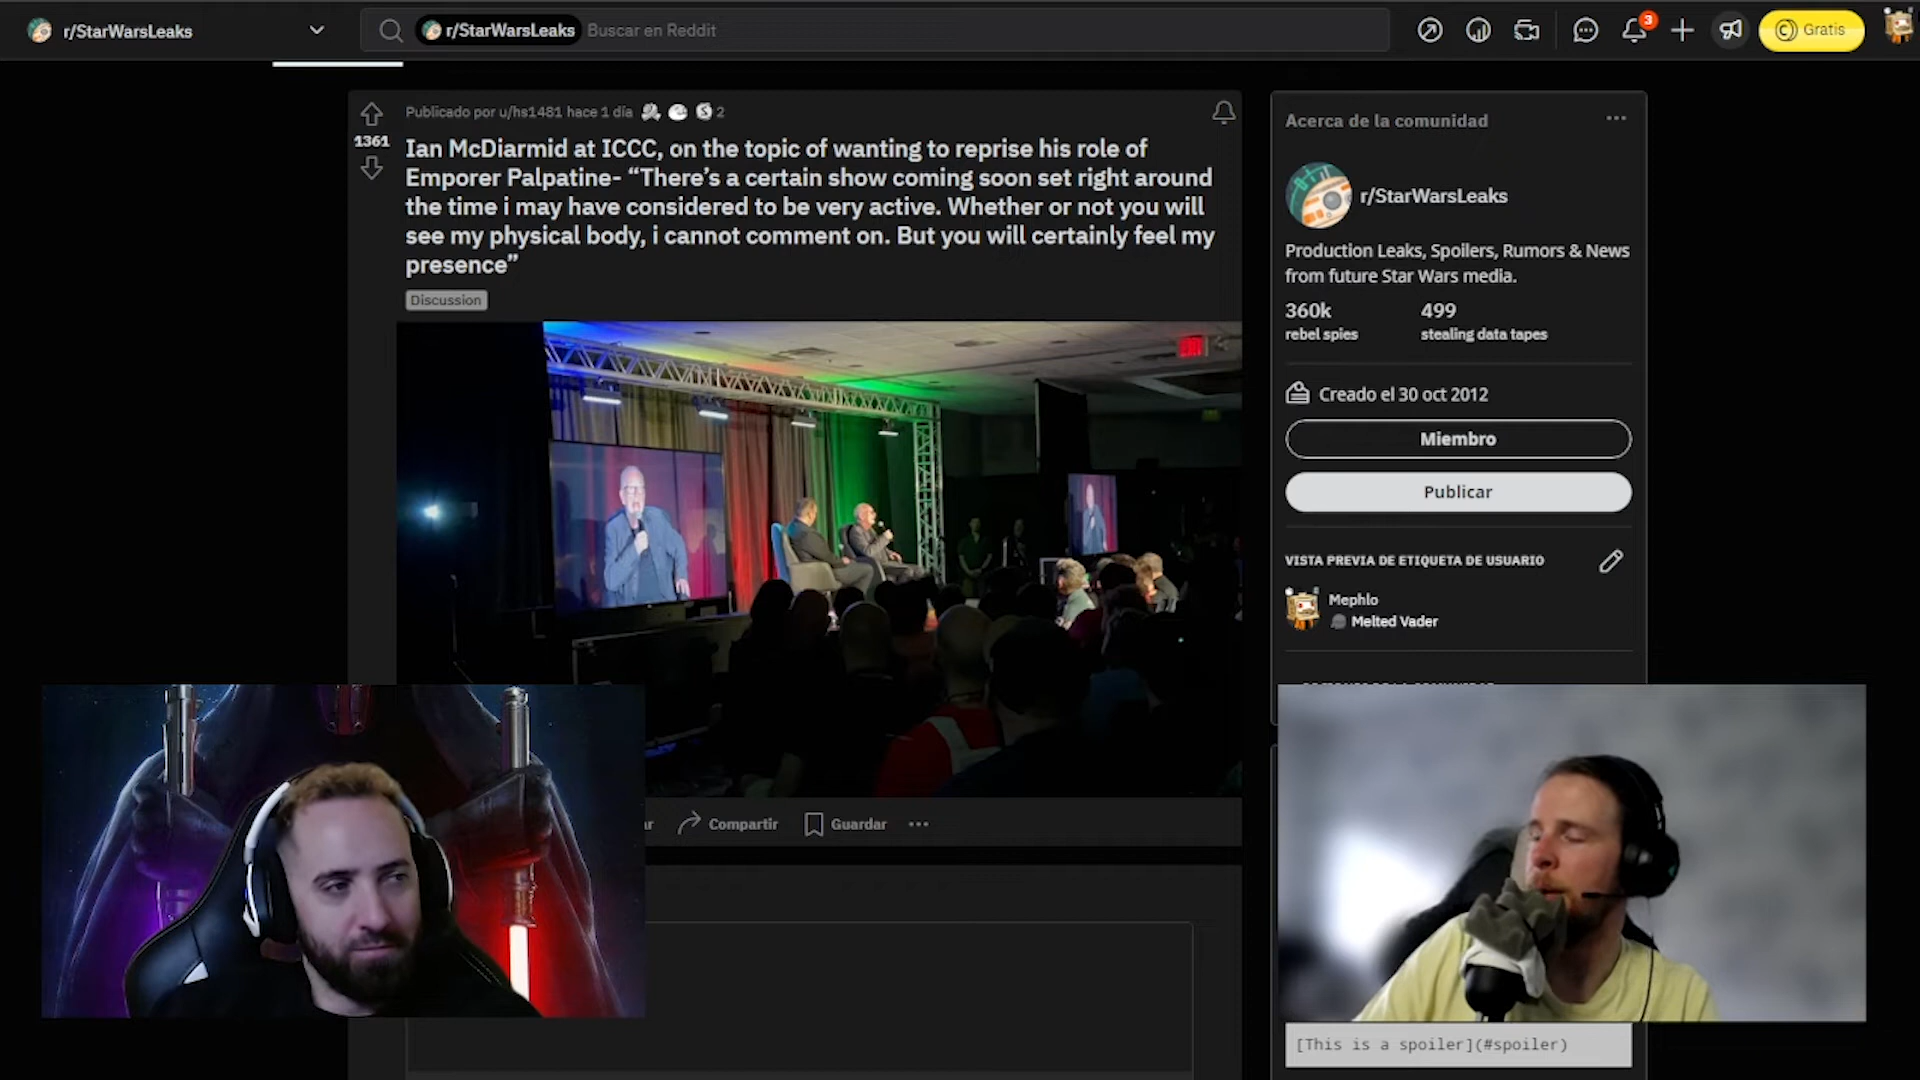 r/StarWarsLeaks
r/StarWarsLeaks Buscar en Reddit
3
Gratis
Publicado por u/hs1481 hace 1 día
2
1361
Ian McDiarmid at ICCC, on the topic of wanting to reprise his role of
Emporer Palpatine- “There’s a certain show coming soon set right around
the time i may have considered to be very active. Whether or not you will
see my physical body, i cannot comment on. But you will certainly feel my
presence”
Discussion
EXIT
Compartir
Guardar
Acerca de la comunidad
r/StarWarsLeaks
Production Leaks, Spoilers, Rumors & News
from future Star Wars media.
360k
rebel spies
499
stealing data tapes
Creado el 30 oct 2012
Miembro
Publicar
VISTA PREVIA DE ETIQUETA DE USUARIO
Mephlo
Melted Vader
[This is a spoiler](#spoiler)